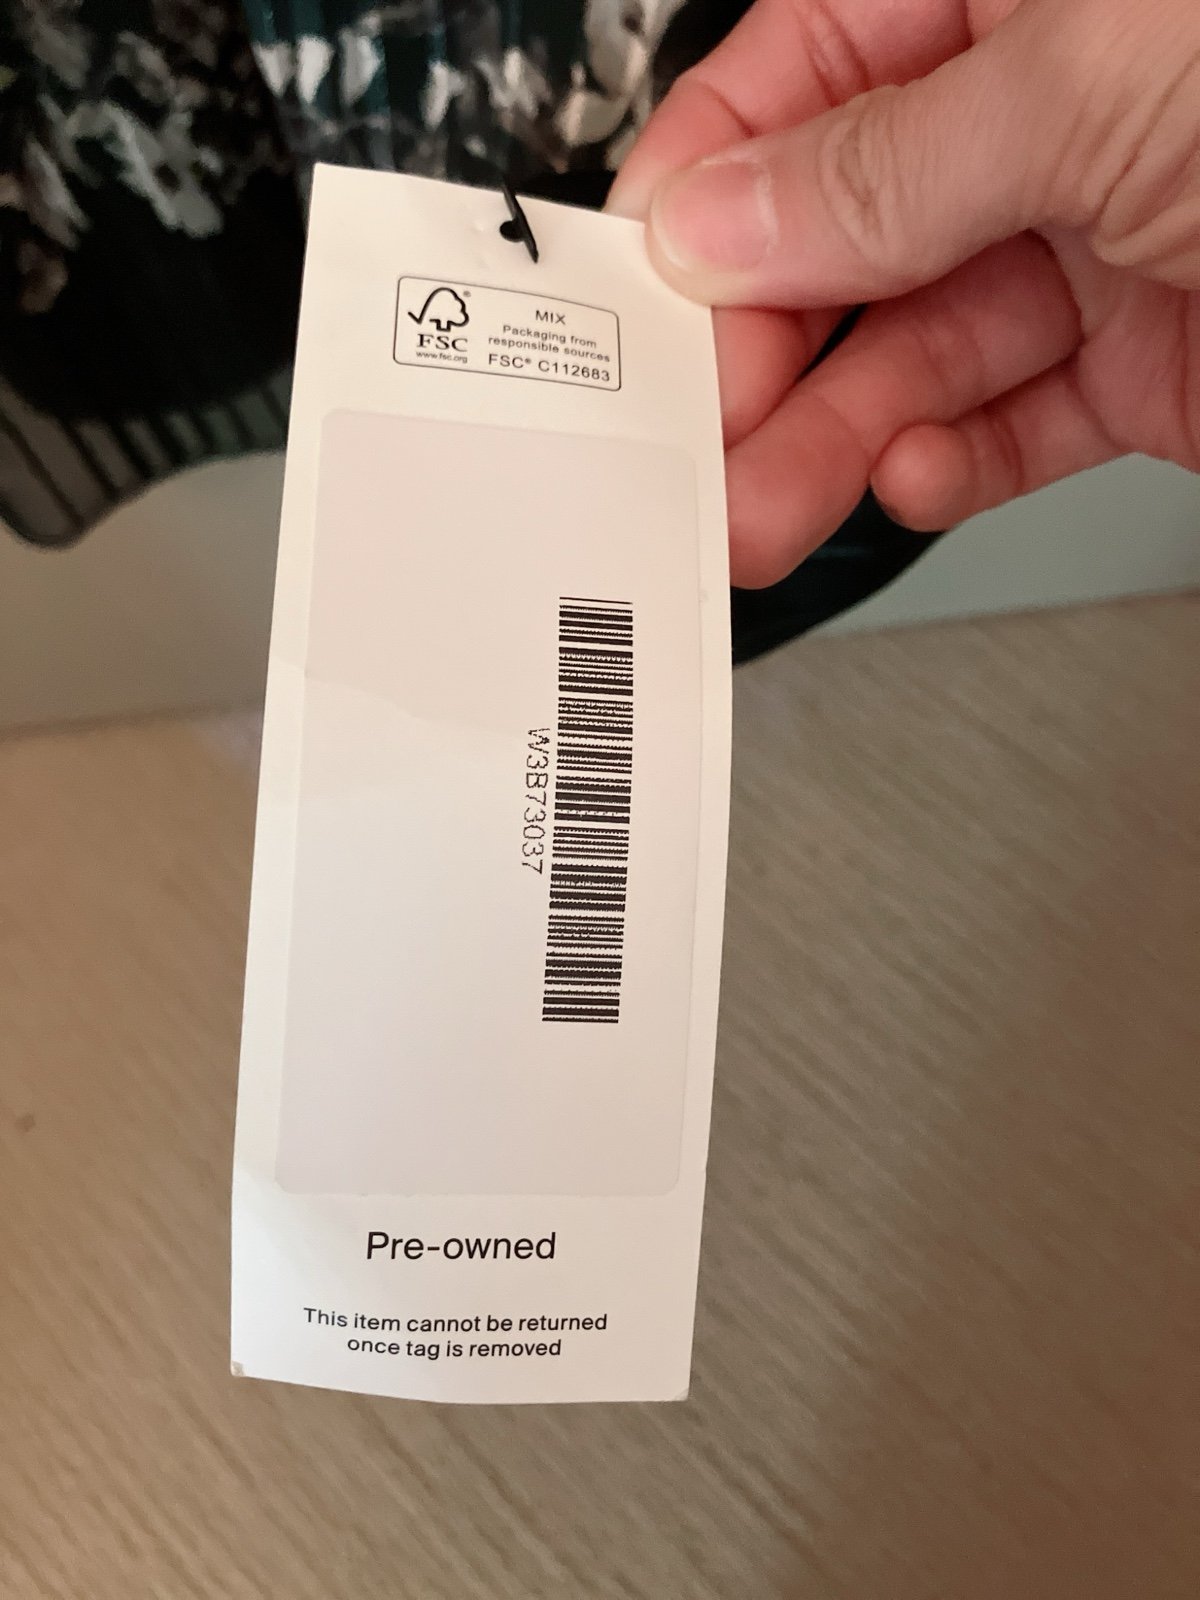 FSC®
www.fsc.org
MIX
Packaging from
responsible sources
FSC® C112683
W3B73037
Pre-owned
This item cannot be returned
once tag is removed